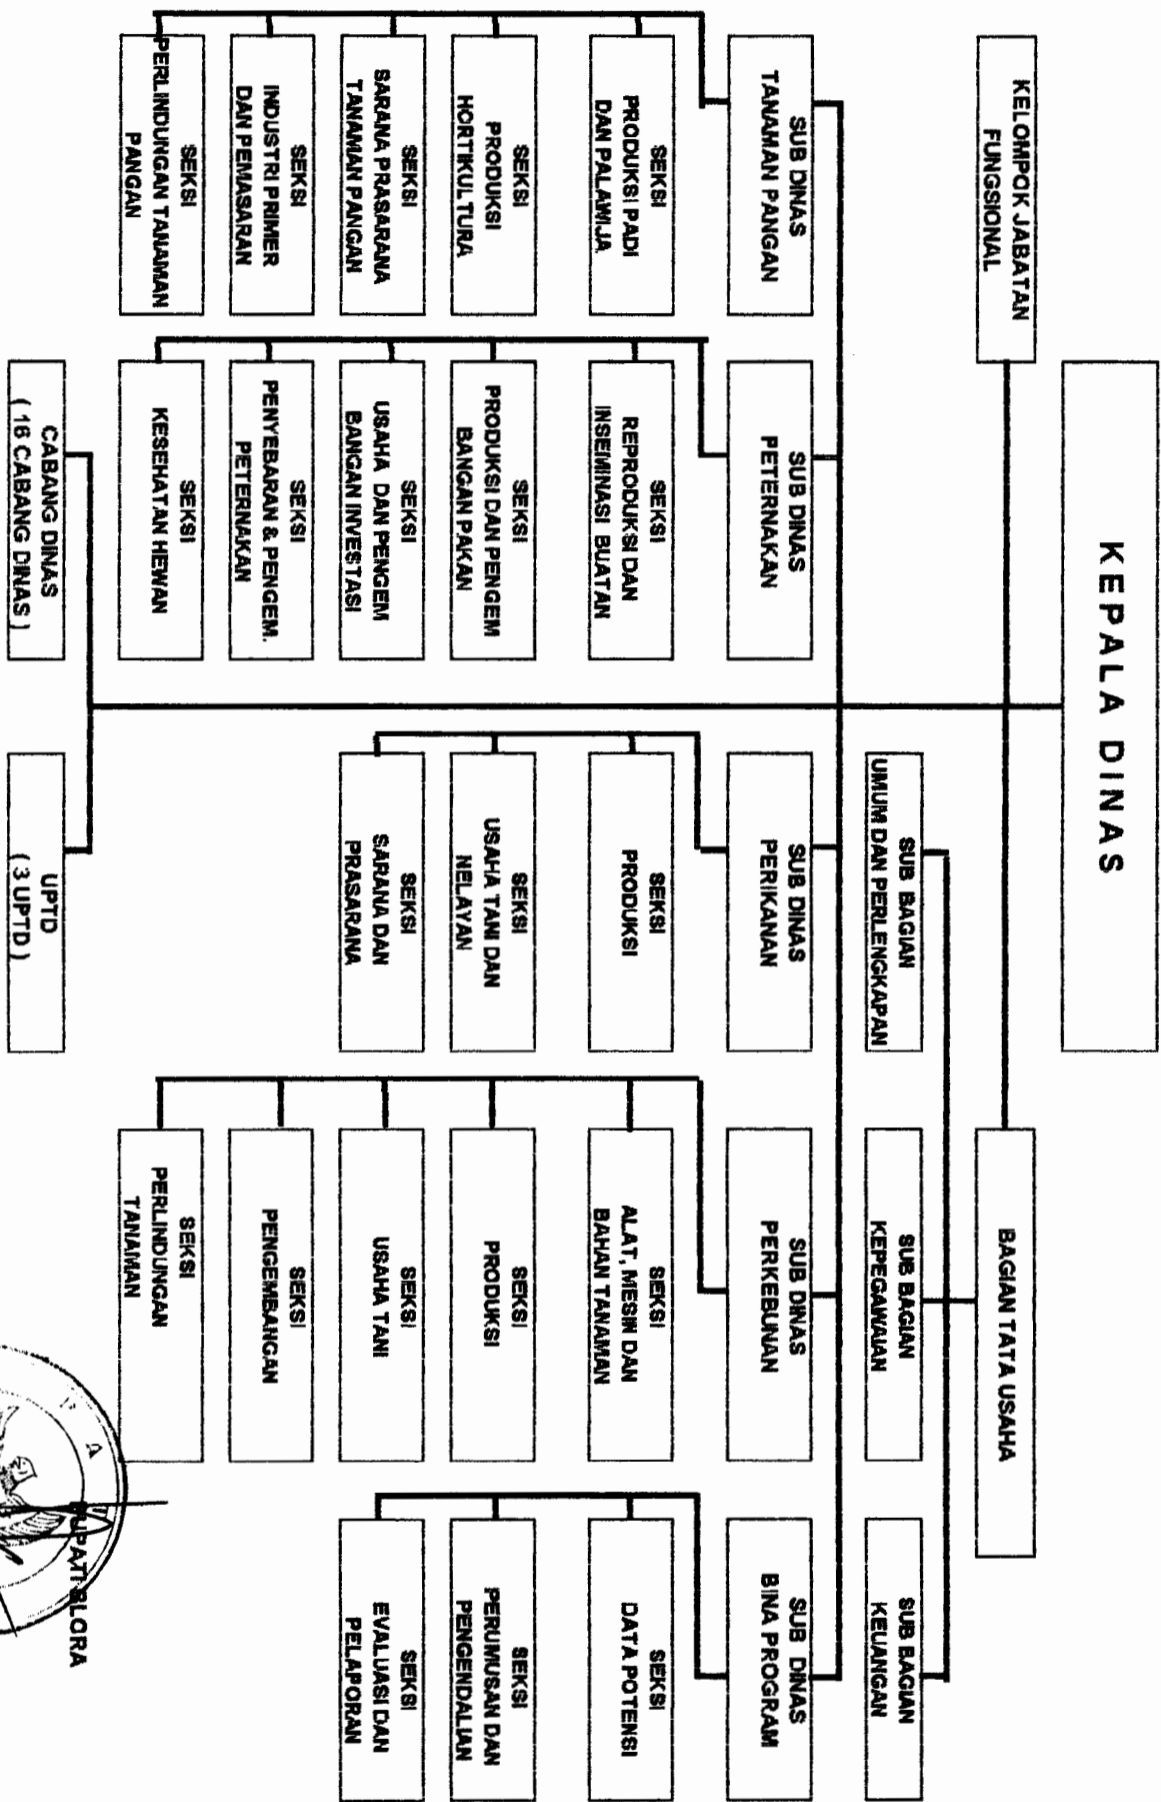 KEPALA DINAS
KELOMPOK JABATAN
FUNGSIONAL
BAGIAN TATA USAHA
SUB BAGIAN
UMUM DAN PERLENGKAPAN
SUB BAGIAN
KEPEGAWAIAN
SUB BAGIAN
KEUANGAN
SUB DINAS
TANAMAN PANGAN
SUB DINAS
PETERNAKAN
SUB DINAS
PERIKANAN
SUB DINAS
PERKEBUNAN
SUB DINAS
BINA PROGRAM
SEKSI
PRODUKSI PADI
DAN PALAWIJA
SEKSI
REPRODUKSI DAN
INSEMINASI BUATAN
SEKSI
PRODUKSI
SEKSI
ALAT, MESIN DAN
BAHAN TANAMAN
SEKSI
DATA POTENSI
SEKSI
PRODUKSI
HORTIKULTURA
SEKSI
PRODUKSI DAN PENGEM
BANGAN PAKAN
SEKSI
USAHA TANI DAN
NELAYAN
SEKSI
PRODUKSI
SEKSI
PERUMUSAN DAN
PENGENDALIAN
SEKSI
SARANA PRASARANA
TANAMAN PANGAN
SEKSI
USAHA DAN PENGEM
BANGAN INVESTASI
SEKSI
SARANA DAN
PRASARANA
SEKSI
USAHA TANI
SEKSI
EVALUASI DAN
PELAPORAN
SEKSI
INDUSTRI PRIMER
DAN PEMASARAN
SEKSI
PENYEBARAN & PENGEM.
PETERNAKAN
SEKSI
PENGEMBANGAN
SEKSI
PERLINDUNGAN TANAMAN
PANGAN
SEKSI
KESEHATAN HEWAN
SEKSI
PERLINDUNGAN
TANAMAN
CABANG DINAS
( 16 CABANG DINAS )
UPTD
( 3 UPTD )
BUPATI BLORA